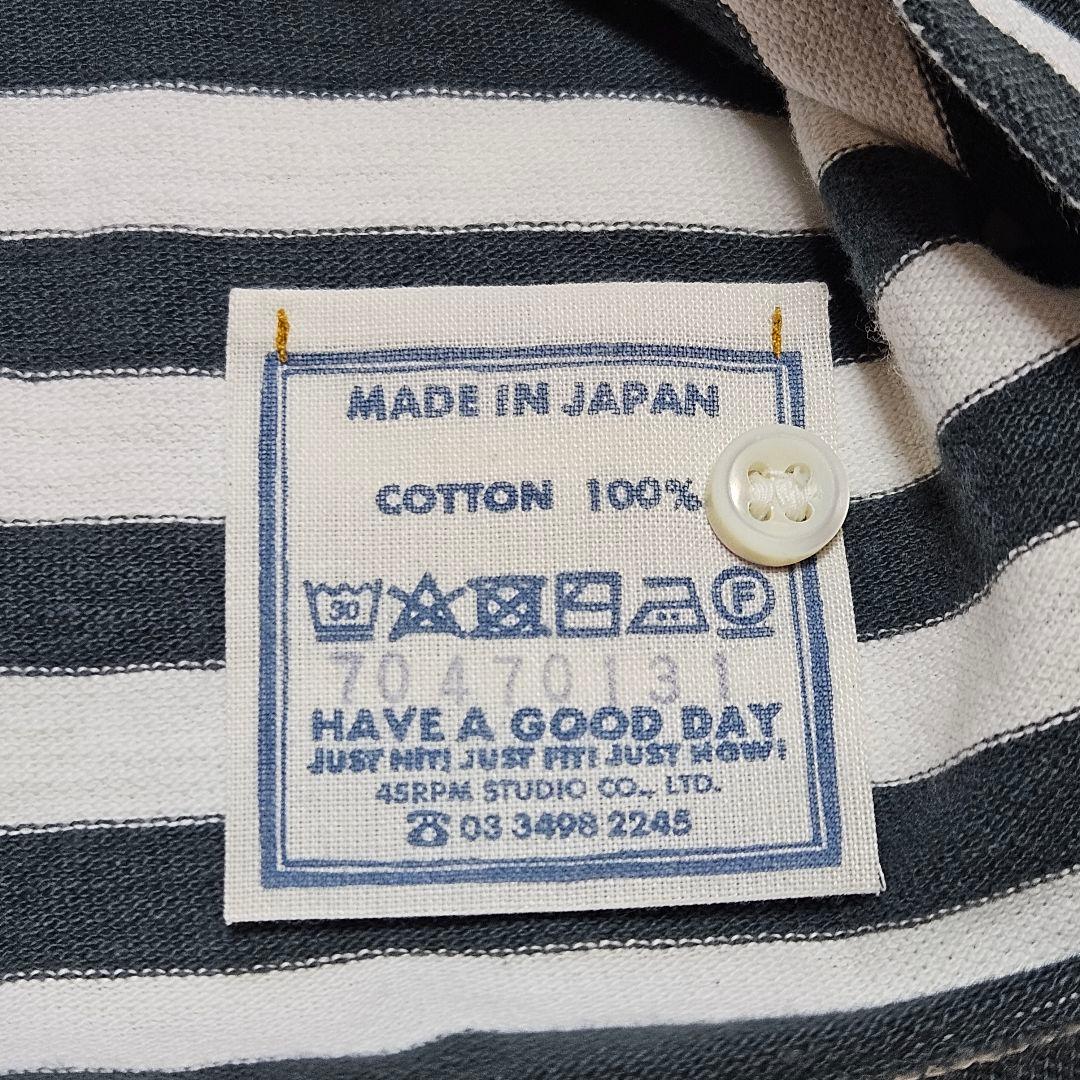 MADE IN JAPAN
COTTON 100%
30 F
70470131
HAVE A GOOD DAY
JUST HIT! JUST FIT! JUST NOW!
45RPM STUDIO CO., LTD.
☎ 03 3498 2245